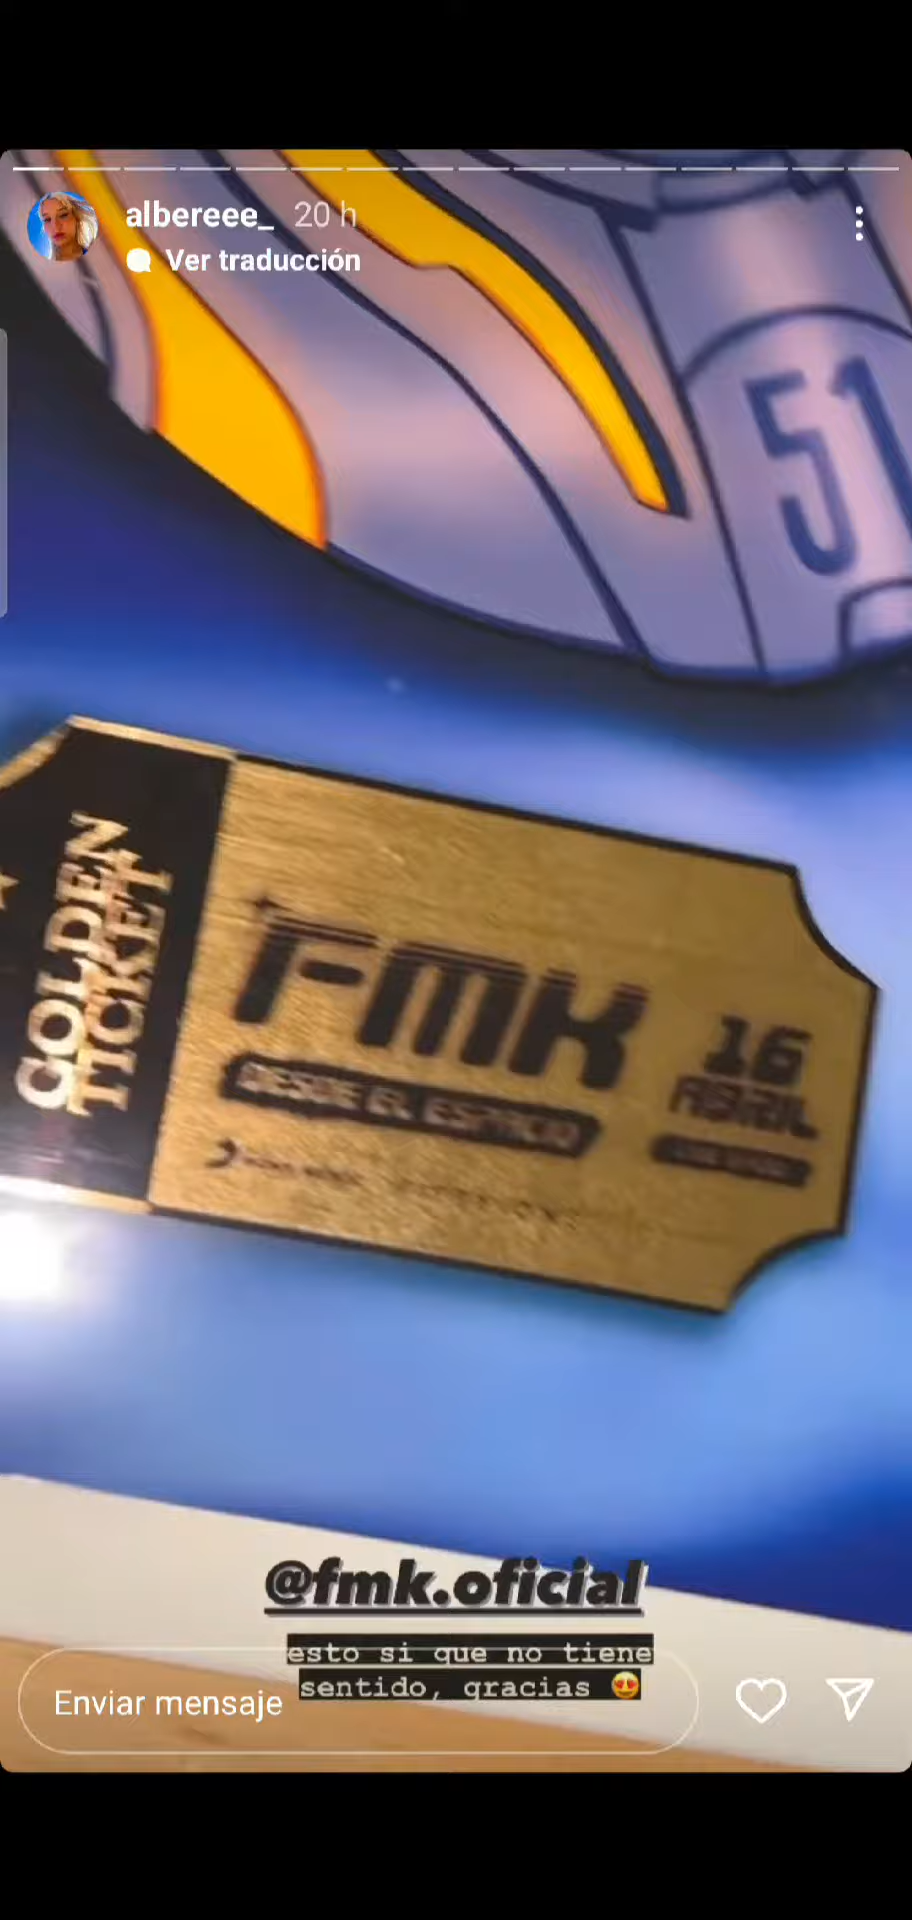 albereee_ 20 h
Ver traducción
51
GOLDEN
TICKET
FMK
DESDE EL ESPACIO
16
ABRIL
@fmk.oficial
esto si que no tiene
sentido, gracias 😍
Enviar mensaje